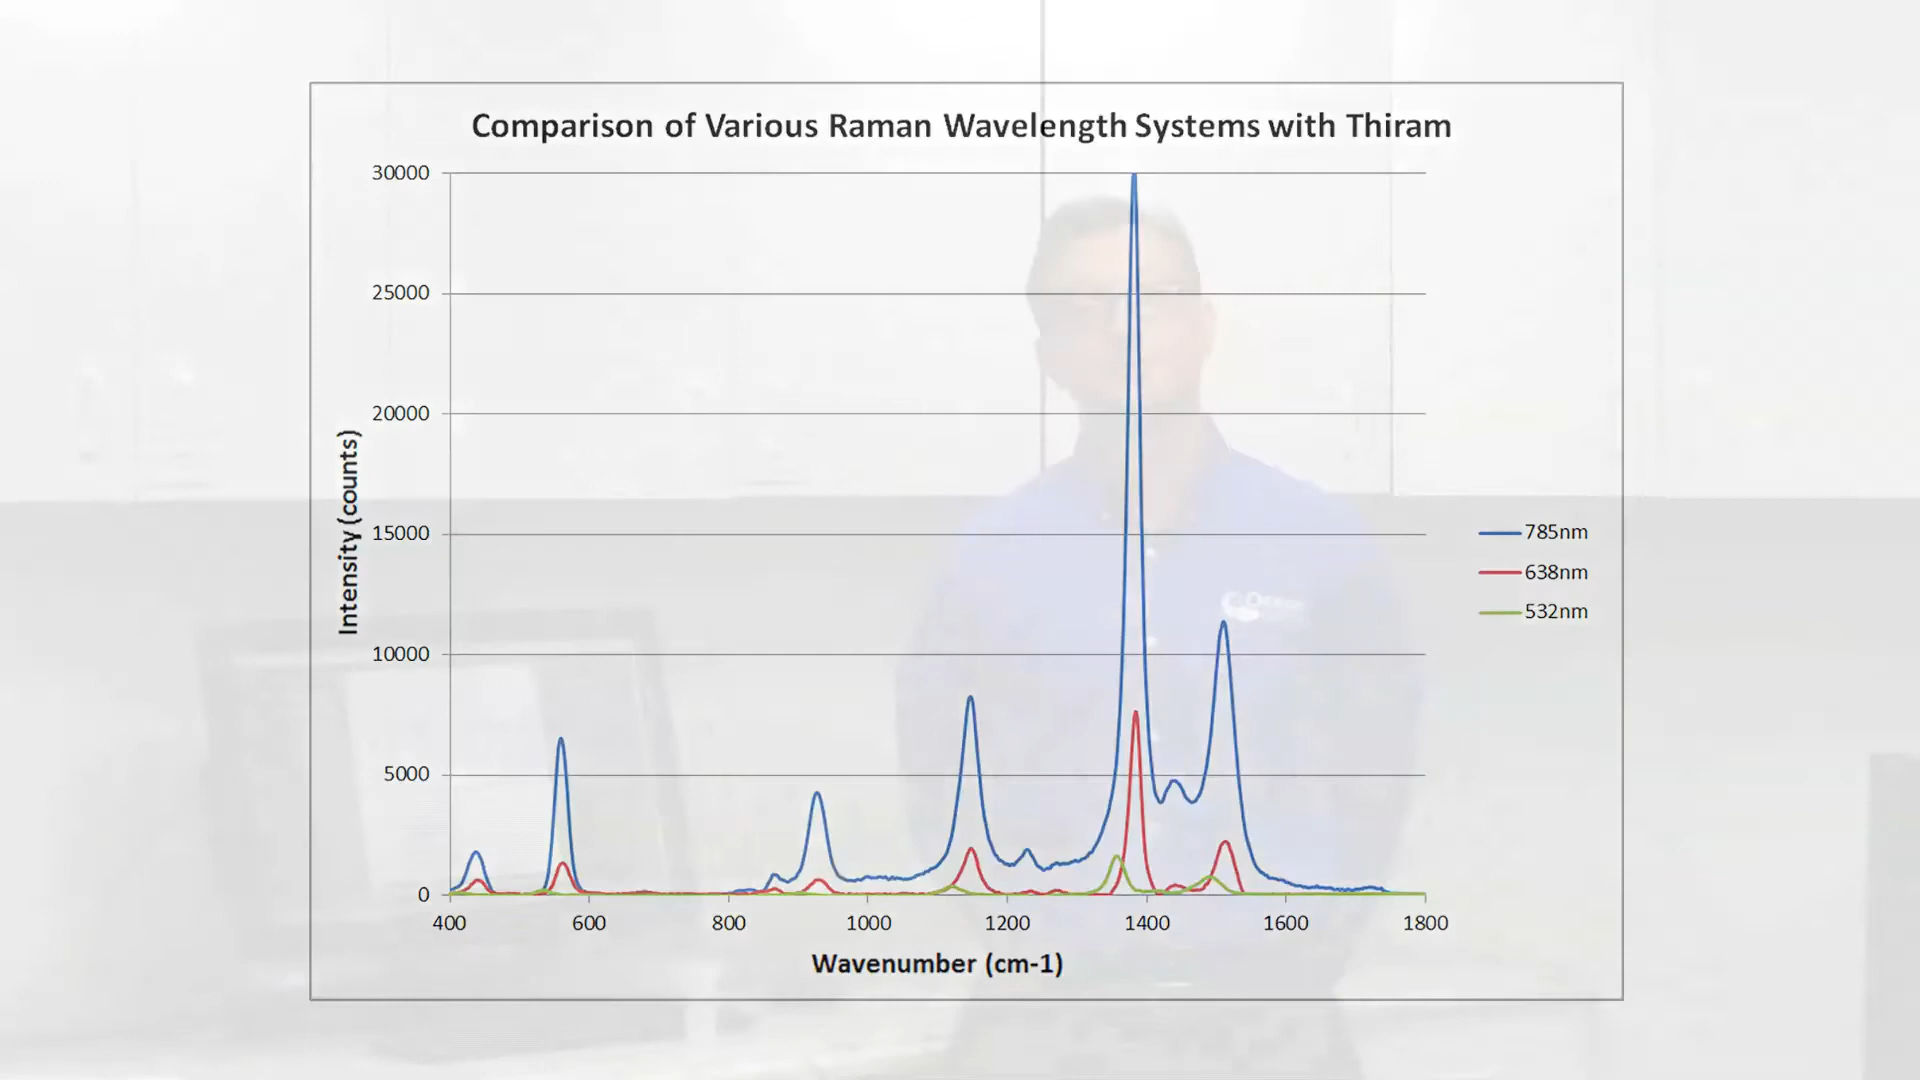 Comparison of Various Raman Wavelength Systems with Thiram
30000
25000
20000
15000
10000
5000
0
Intensity (counts)
400 600 800 1000 1200 1400 1600 1800
Wavenumber (cm-1)
785nm
638nm
532nm
Ocean